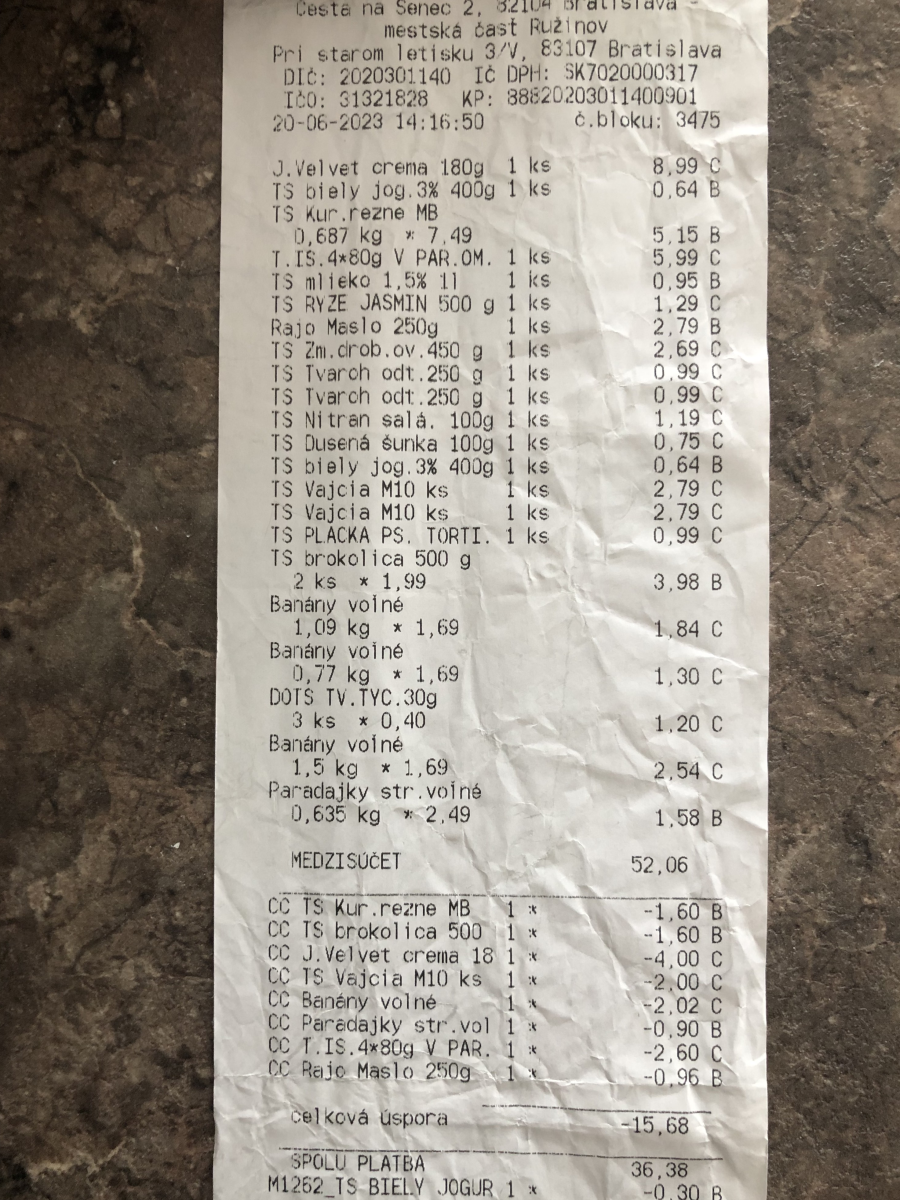 Cesta na Senec 2, 82104 Bratislava -
mestská časť Ružinov
Pri starom letisku 3/V, 83107 Bratislava
DIČ: 2020301140 IČ DPH: SK7020000317
IČO: 31321828 KP: 88820203011400901
20-06-2023 14:16:50 č.bloku: 3475
J.Velvet crema 180g 1 ks 8,99 C
TS biely jog.3% 400g 1 ks 0,64 B
TS Kur.rezne MB
0,687 kg * 7,49 5,15 B
T.IS.4*80g V PAR.OM. 1 ks 5,99 C
TS mlieko 1,5% 1l 1 ks 0,95 B
TS RYZE JASMIN 500 g 1 ks 1,29 C
Rajo Maslo 250g 1 ks 2,79 B
TS Zm.drob.ov.450 g 1 ks 2,69 C
TS Tvaroh odt.250 g 1 ks 0,99 C
TS Tvaroh odt.250 g 1 ks 0,99 C
TS Nitran salá. 100g 1 ks 1,19 C
TS Dusená šunka 100g 1 ks 0,75 C
TS biely jog.3% 400g 1 ks 0,64 B
TS Vajcia M10 ks 1 ks 2,79 C
TS Vajcia M10 ks 1 ks 2,79 C
TS PLACKA PS. TORTI. 1 ks 0,99 C
TS brokolica 500 g
2 ks * 1,99 3,98 B
Banány voľné
1,09 kg * 1,69 1,84 C
Banány voľné
0,77 kg * 1,69 1,30 C
DOTS TV.TYC.30g
3 ks * 0,40 1,20 C
Banány voľné
1,5 kg * 1,69 2,54 C
Paradajky str.voľné
0,635 kg * 2,49 1,58 B
MEDZISÚČET 52,06
CC TS Kur.rezne MB 1 * -1,60 B
CC TS brokolica 500 1 * -1,60 B
CC J.Velvet crema 18 1 * -4,00 C
CC TS Vajcia M10 ks 1 * -2,00 C
CC Banány voľné 1 * -2,02 C
CC Paradajky str.vol 1 * -0,90 B
CC T.IS.4*80g V PAR. 1 * -2,60 C
CC Rajo Maslo 250g 1 * -0,96 B
celková úspora -15,68
SPOLU PLATBA 36,38
M1262_TS BIELY JOGUR 1 * -0,30 B